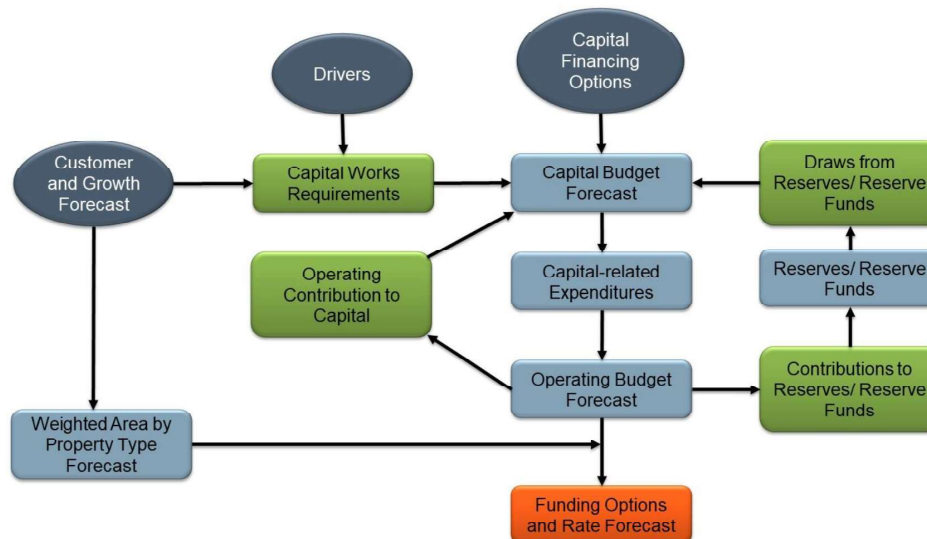 Capital
Financing
Options
Drivers
Customer
and Growth
Forecast
Capital Works
Requirements
Capital Budget
Forecast
Draws from
Reserves/ Reserve
Funds
Operating
Contribution to
Capital
Capital-related
Expenditures
Reserves/ Reserve
Funds
Operating Budget
Forecast
Contributions to
Reserves/ Reserve
Funds
Weighted Area by
Property Type
Forecast
Funding Options
and Rate Forecast